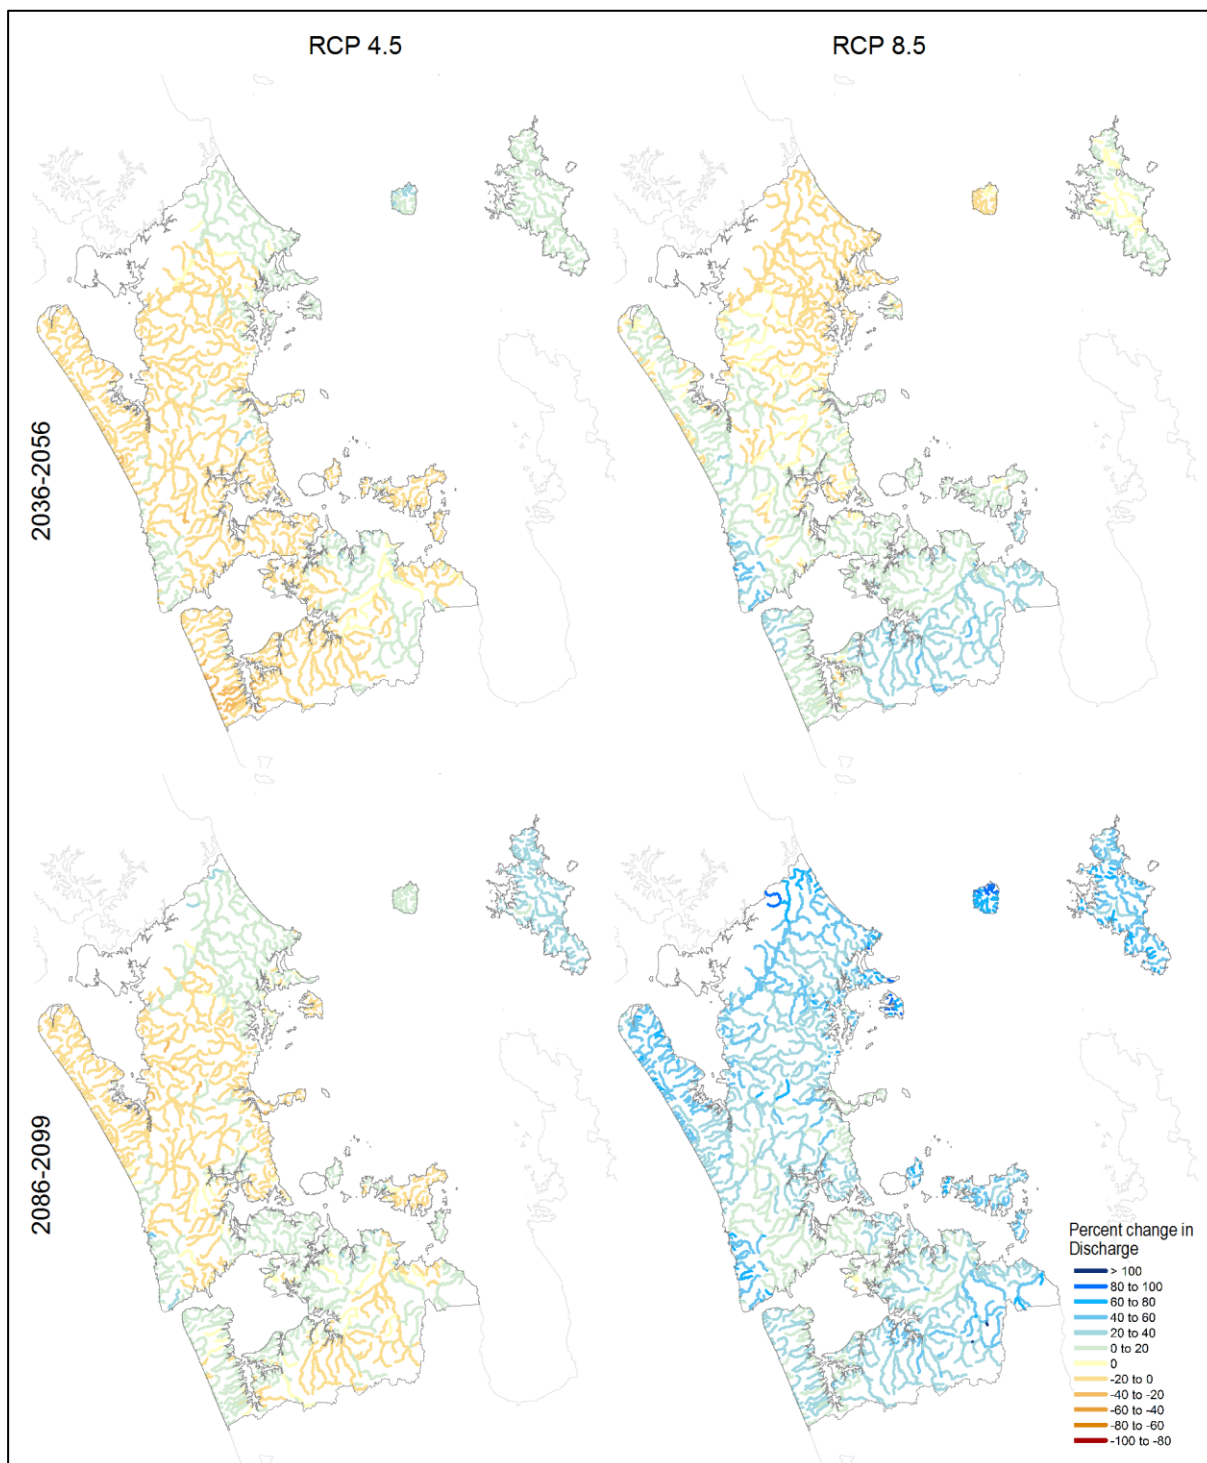 RCP 4.5
RCP 8.5
2036-2056
2086-2099
Percent change in
Discharge
> 100
80 to 100
60 to 80
40 to 60
20 to 40
0 to 20
0
-20 to 0
-40 to -20
-60 to -40
-80 to -60
-100 to -80